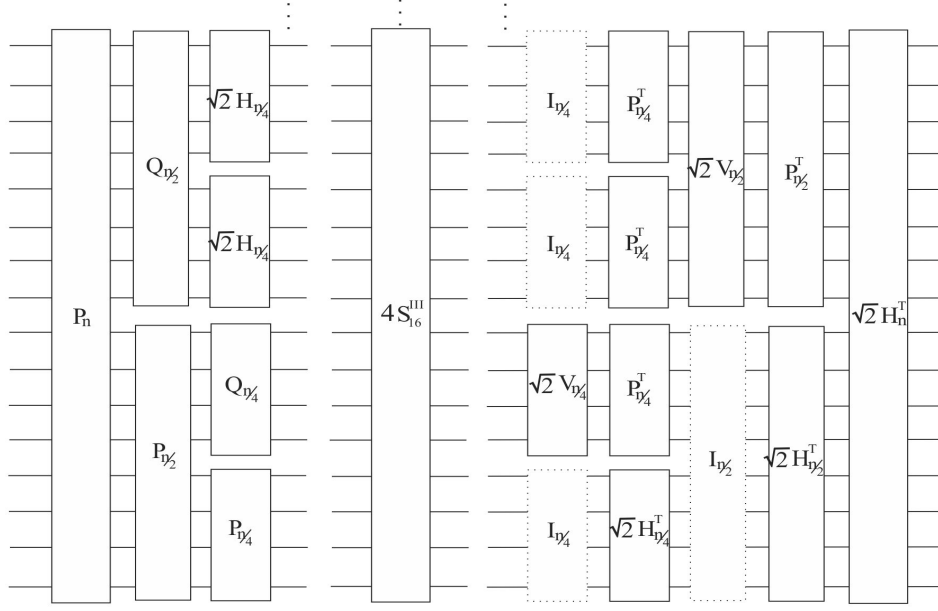 P_n
Q_{n/2}
P_{n/2}
√2 H_{n/4}
√2 H_{n/4}
Q_{n/4}
P_{n/4}
4S_{16}^{III}
I_{n/4}
I_{n/4}
√2 V_{n/4}
I_{n/4}
P_{n/4}^T
P_{n/4}^T
P_{n/4}^T
√2 H_{n/4}^T
√2 V_{n/2}
I_{n/2}
P_{n/2}^T
√2 H_{n/2}^T
√2 H_n^T